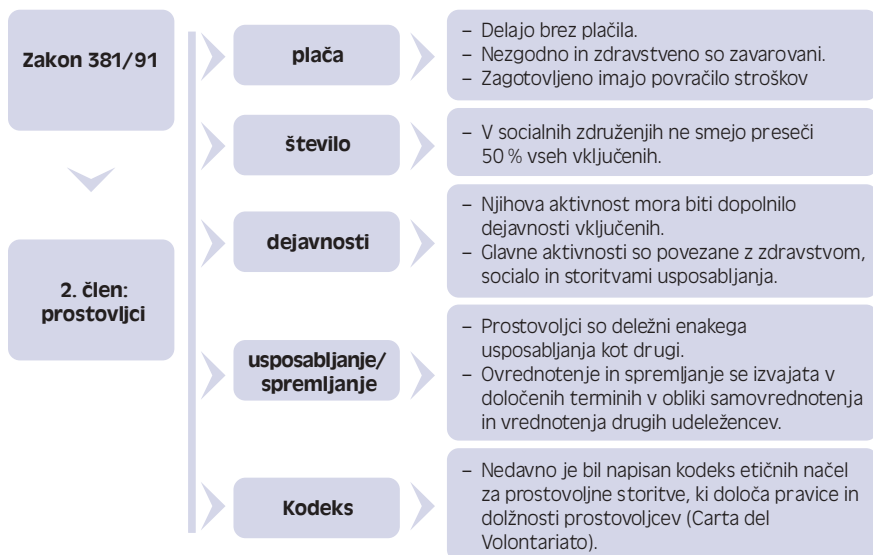 Zakon 381/91
2. člen:
prostovljci
plača
– Delajo brez plačila.
– Nezgodno in zdravstveno so zavarovani.
– Zagotovljeno imajo povračilo stroškov
število
– V socialnih združenjih ne smejo preseči
50 % vseh vključenih.
dejavnosti
– Njihova aktivnost mora biti dopolnilo
dejavnosti vključenih.
– Glavne aktivnosti so povezane z zdravstvom,
socialo in storitvami usposabljanja.
usposabljanje/
spremljanje
– Prostovoljci so deležni enakega
usposabljanja kot drugi.
– Ovrednotenje in spremljanje se izvajata v
določenih terminih v obliki samovrednotenja
in vrednotenja drugih udeležencev.
Kodeks
– Nedavno je bil napisan kodeks etičnih načel
za prostovoljne storitve, ki določa pravice in
dolžnosti prostovoljcev (Carta del
Volontariato).